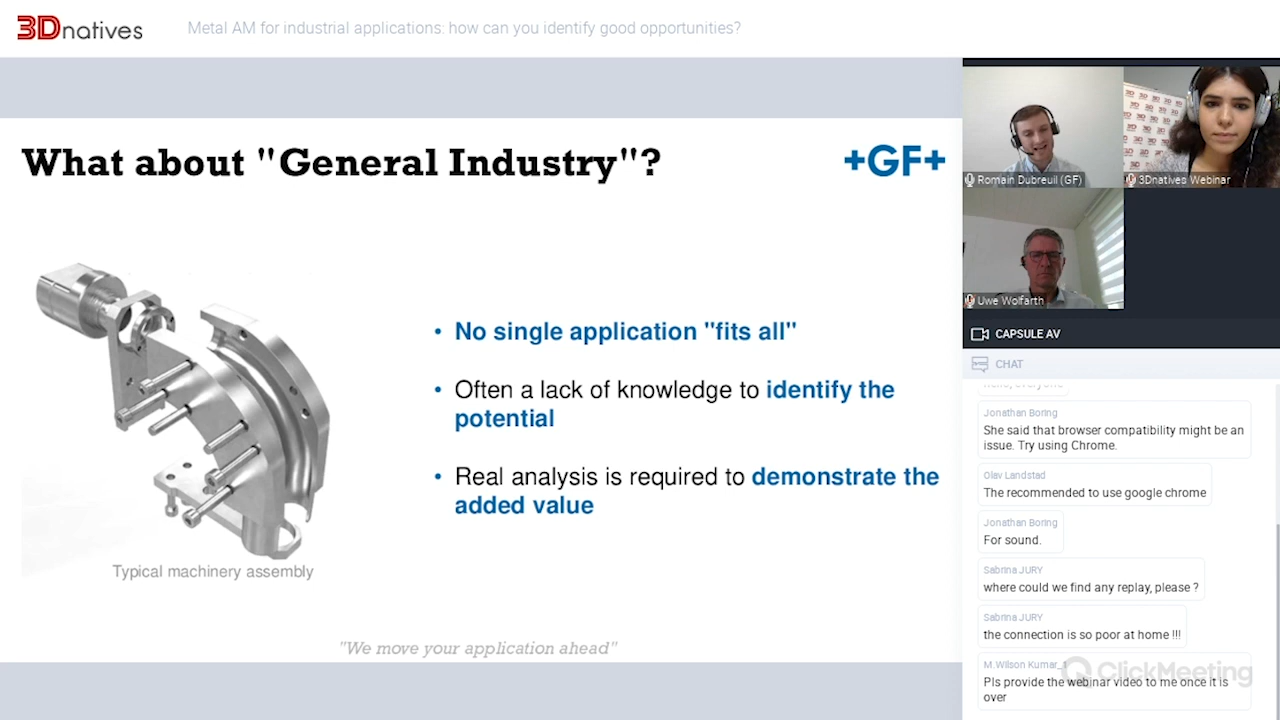 3Dnatives
Metal AM for industrial applications: how can you identify good opportunities?
What about "General Industry"?
+GF+
• No single application "fits all"
• Often a lack of knowledge to identify the
potential
• Real analysis is required to demonstrate the
added value
Typical machinery assembly
"We move your application ahead"
Romain Dubreuil (GF)
3Dnatives Webinar
Uwe Wolfarth
CAPSULE AV
CHAT
hello, everyone
Jonathan Boring
She said that browser compatibility might be an
issue. Try using Chrome.
Olav Landstad
The recommended to use google chrome
Jonathan Boring
For sound.
Sabrina JURY
where could we find any replay, please ?
Sabrina JURY
the connection is so poor at home !!!
M.Wilson Kumar_
Pls provide the webinar video to me once it is
over
ClickMeeting